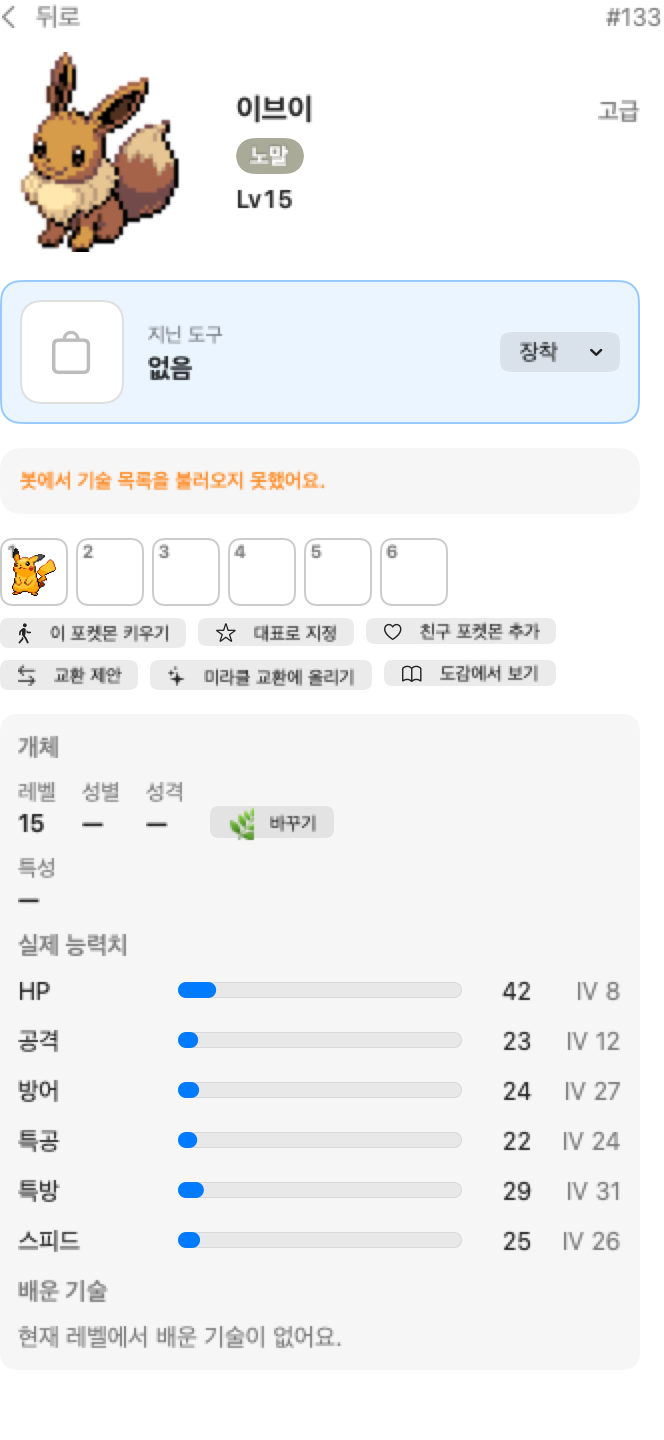 뒤로
#133
이브이
고급
노말
Lv15
지닌 도구
없음
장착
봇에서 기술 목록을 불러오지 못했어요.
2
3
4
5
6
이 포켓몬 키우기
대표로 지정
친구 포켓몬 추가
교환 제안
미라클 교환에 올리기
도감에서 보기
개체
레벨 성별 성격
15 — — 바꾸기
특성
—
실제 능력치
HP 42 IV 8
공격 23 IV 12
방어 24 IV 27
특공 22 IV 24
특방 29 IV 31
스피드 25 IV 26
배운 기술
현재 레벨에서 배운 기술이 없어요.